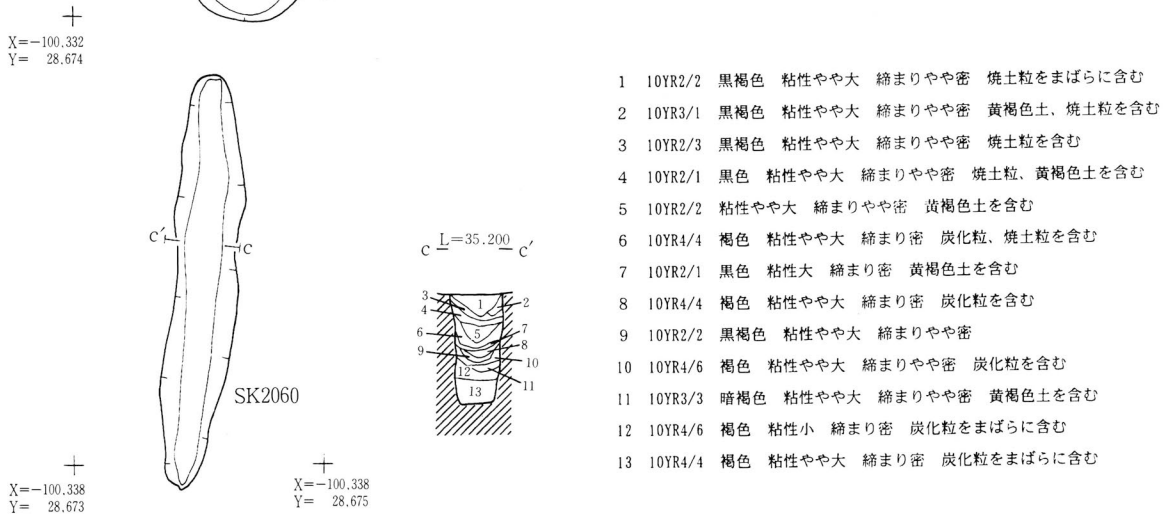 X=-100.332
Y= 28.674
C′ C
SK2060
X=-100.338
Y= 28.673
X=-100.338
Y= 28.675
C L=35.200 C′
3 1 2
4
6 5 7
9 8
10
12
11
13
1 10YR2/2 黒褐色 粘性やや大 締まりやや密 焼土粒をまばらに含む
2 10YR3/1 黒褐色 粘性やや大 締まりやや密 黄褐色土、焼土粒を含む
3 10YR2/3 黒褐色 粘性やや大 締まりやや密 焼土粒を含む
4 10YR2/1 黒色 粘性やや大 締まりやや密 焼土粒、黄褐色土を含む
5 10YR2/2 粘性やや大 締まりやや密 黄褐色土を含む
6 10YR4/4 褐色 粘性やや大 締まり密 炭化粒、焼土粒を含む
7 10YR2/1 黒色 粘性大 締まり密 黄褐色土を含む
8 10YR4/4 褐色 粘性やや大 締まり密 炭化粒を含む
9 10YR2/2 黒褐色 粘性やや大 締まりやや密
10 10YR4/6 褐色 粘性やや大 締まりやや密 炭化粒を含む
11 10YR3/3 暗褐色 粘性やや大 締まりやや密 黄褐色土を含む
12 10YR4/6 褐色 粘性小 締まり密 炭化粒をまばらに含む
13 10YR4/4 褐色 粘性やや大 締まり密 炭化粒をまばらに含む